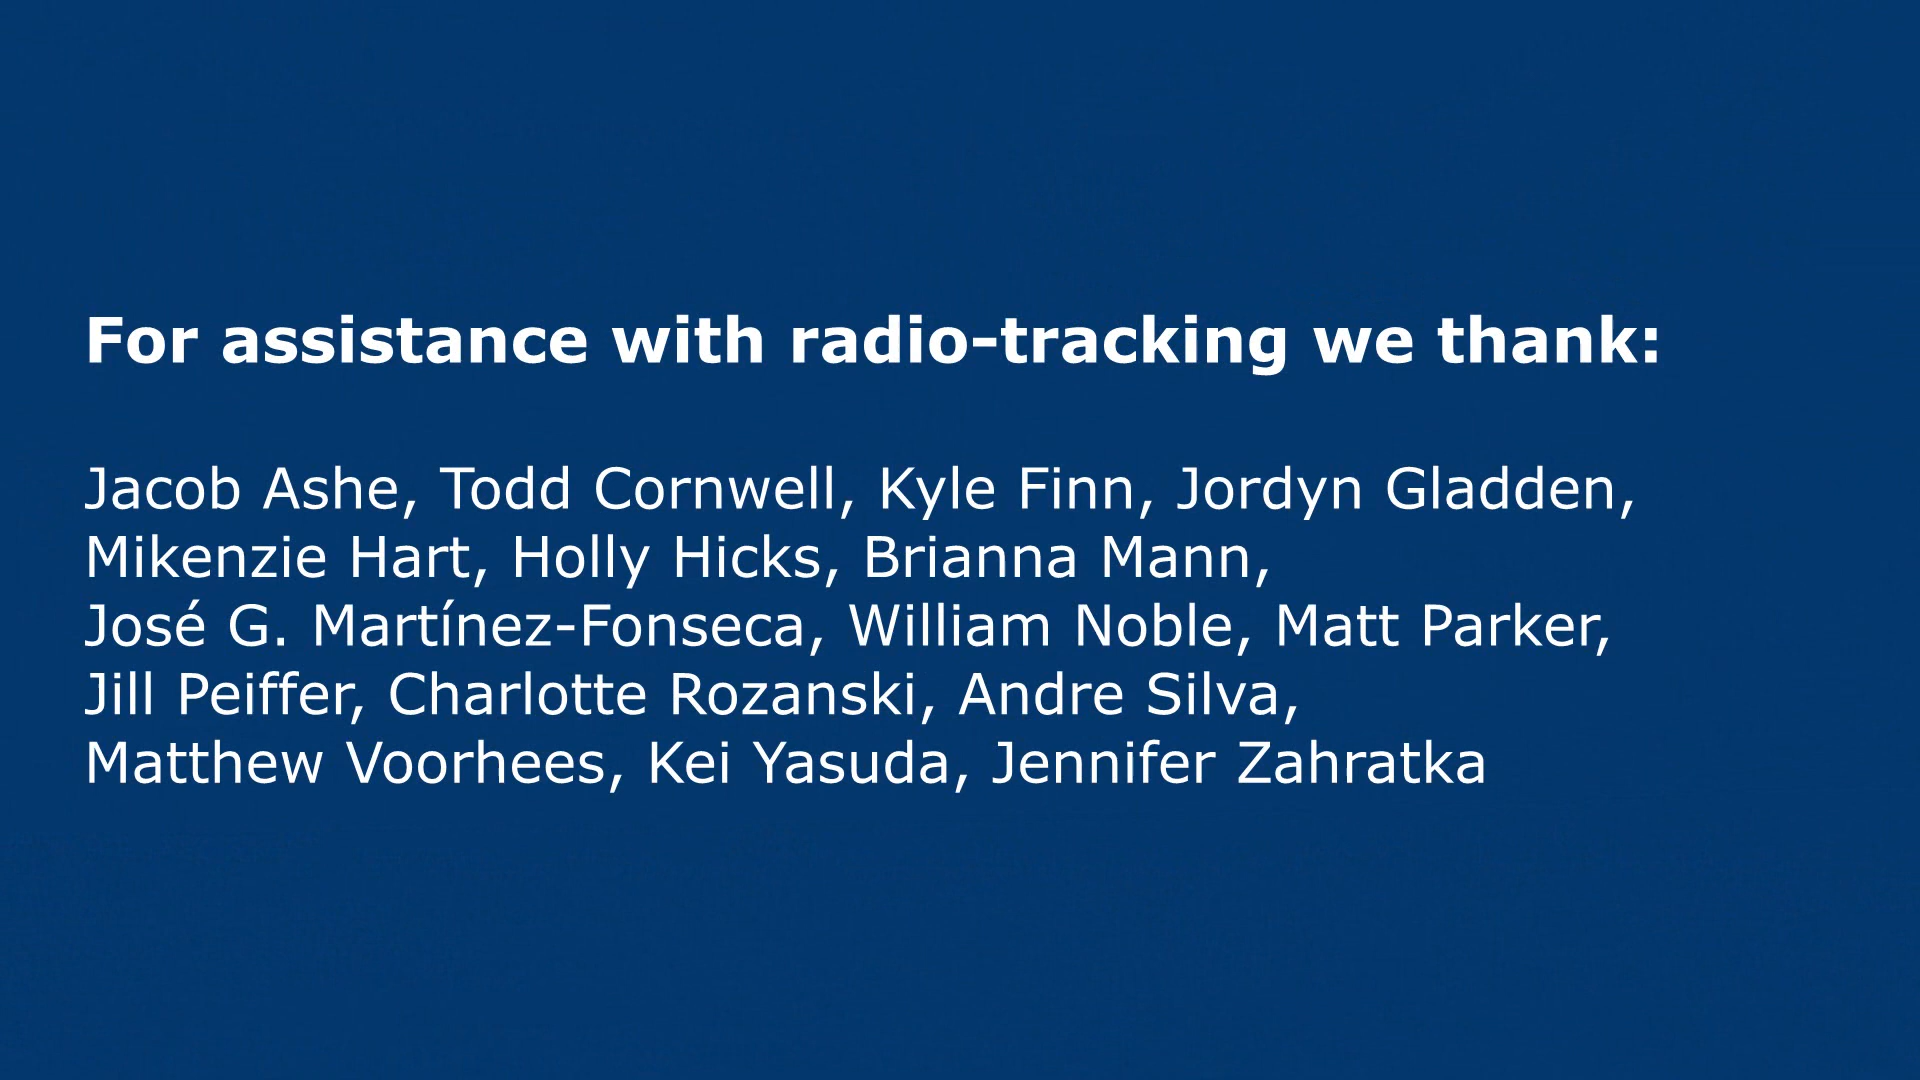 For assistance with radio-tracking we thank:
Jacob Ashe, Todd Cornwell, Kyle Finn, Jordyn Gladden,
Mikenzie Hart, Holly Hicks, Brianna Mann,
José G. Martínez-Fonseca, William Noble, Matt Parker,
Jill Peiffer, Charlotte Rozanski, Andre Silva,
Matthew Voorhees, Kei Yasuda, Jennifer Zahratka